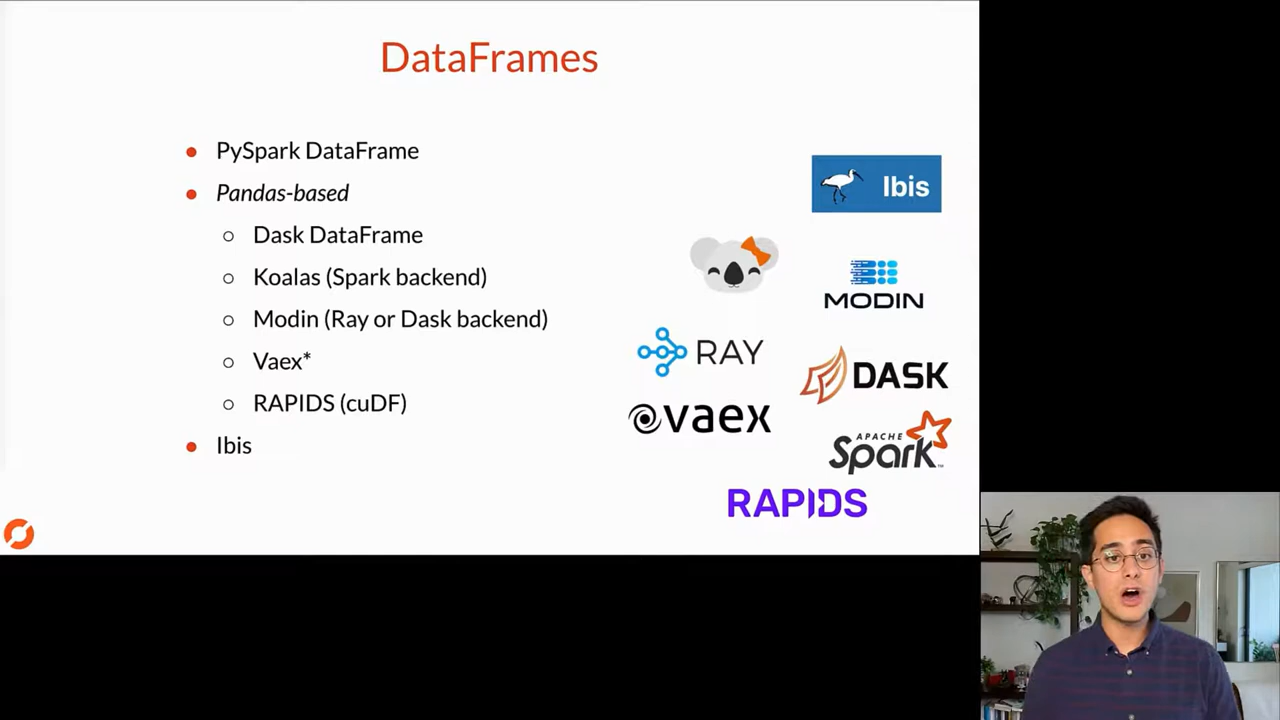 DataFrames
PySpark DataFrame
Pandas-based
Dask DataFrame
Koalas (Spark backend)
Modin (Ray or Dask backend)
Vaex*
RAPIDS (cuDF)
Ibis
Ibis
MODIN
RAY
DASK
vaex
APACHE
Spark™
RAPIDS